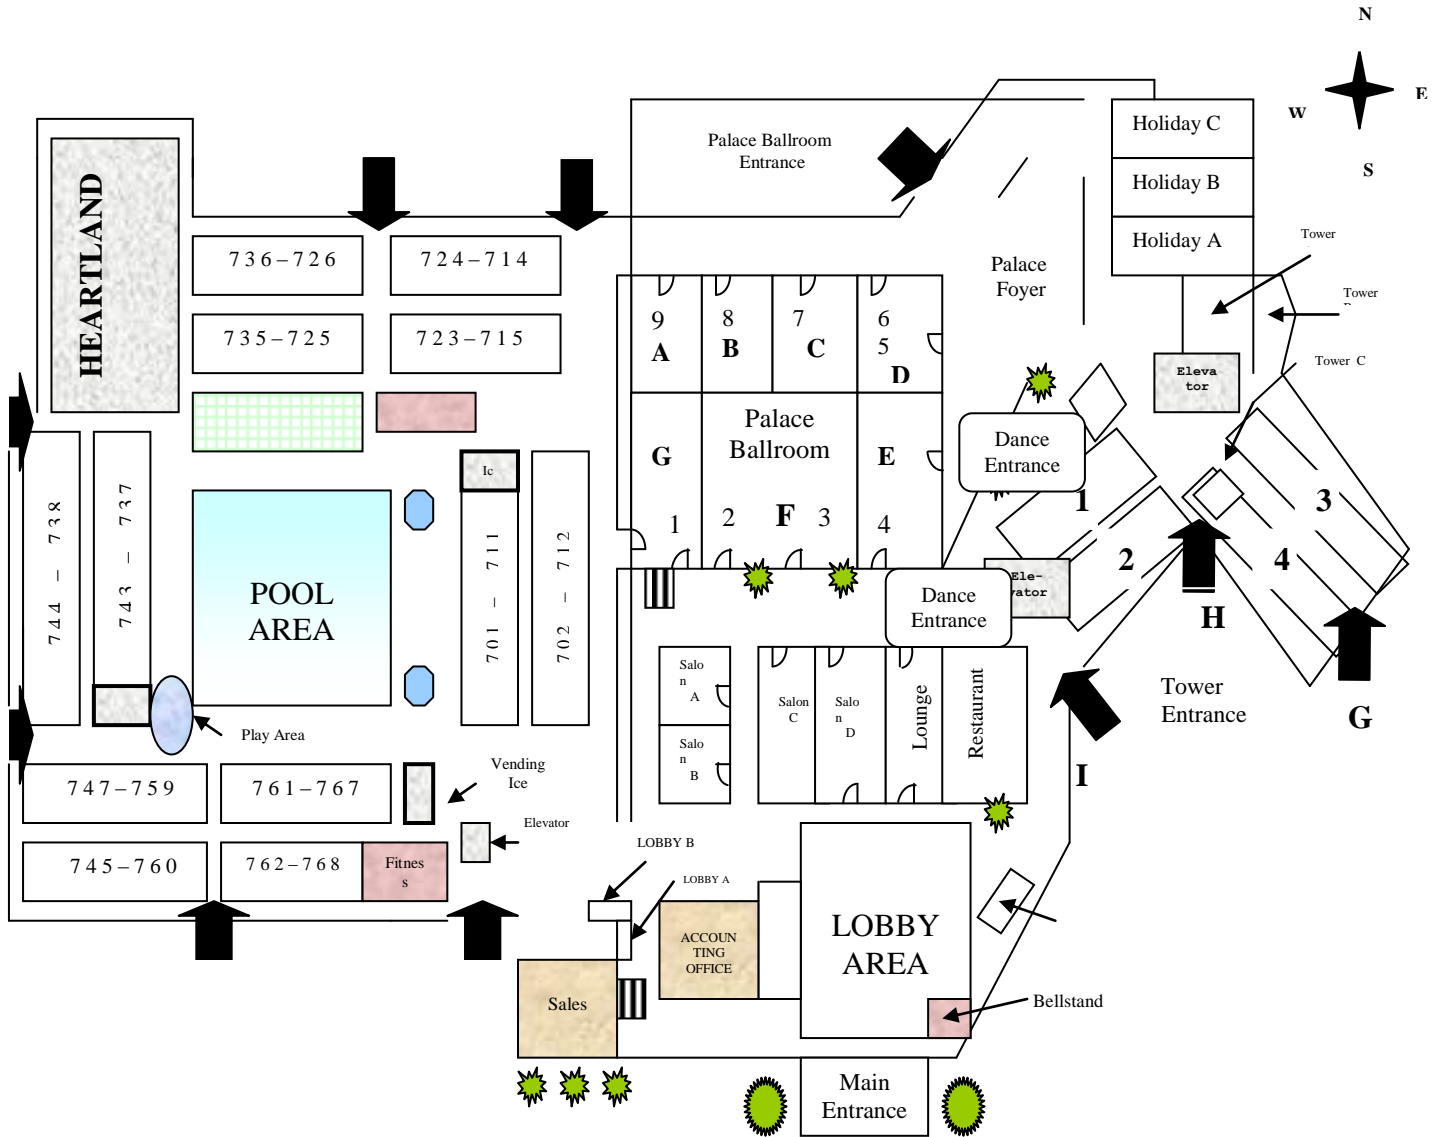 N
W
E
S
Holiday C
Holiday B
Holiday A
Palace Ballroom
Entrance
HEARTLAND
736–726
724–714
735–725
723–715
Palace
Foyer
Tower
Tower
Tower C
Eleva
tor
9
A
8
B
7
C
6
5
D
Palace
Ballroom
G
E
F
1
2
3
4
Dance
Entrance
1
2
3
4
Ele-
vator
Dance
Entrance
H
G
I
Tower
Entrance
Ic
744 – 738
743 – 737
POOL
AREA
701 – 711
702 – 712
Play Area
Salo
n
A
Salo
n
B
Salon
C
Salo
n
D
Lounge
Restaurant
747–759
761–767
Vending
Ice
Elevator
745–760
762–768
Fitnes
s
LOBBY B
LOBBY A
ACCOUN
TING
OFFICE
LOBBY
AREA
Sales
Bellstand
Main
Entrance